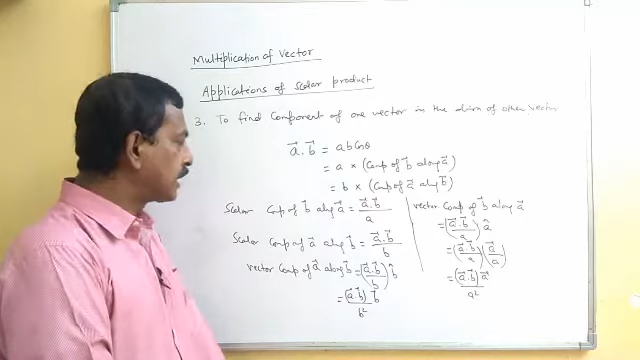 Multiplication of Vector
Applications of Scalar product
3. To find Component of one vector in the dirn of other vector
a⃗.b⃗ = ab Cosθ
= a × (Comp of b⃗ along a⃗)
= b × (Comp of a⃗ along b⃗)
Scalar Comp of b⃗ along a⃗ = a⃗.b⃗/a
Scalar Comp of a⃗ along b⃗ = a⃗.b⃗/b
Vector Comp of a⃗ along b⃗ = (a⃗.b⃗/b) b̂
= (a⃗.b⃗) b⃗/b²
Vector Comp of b⃗ along a⃗
= (a⃗.b⃗/a) â
= (a⃗.b⃗/a)(a⃗/a)
= (a⃗.b⃗) a⃗/a²